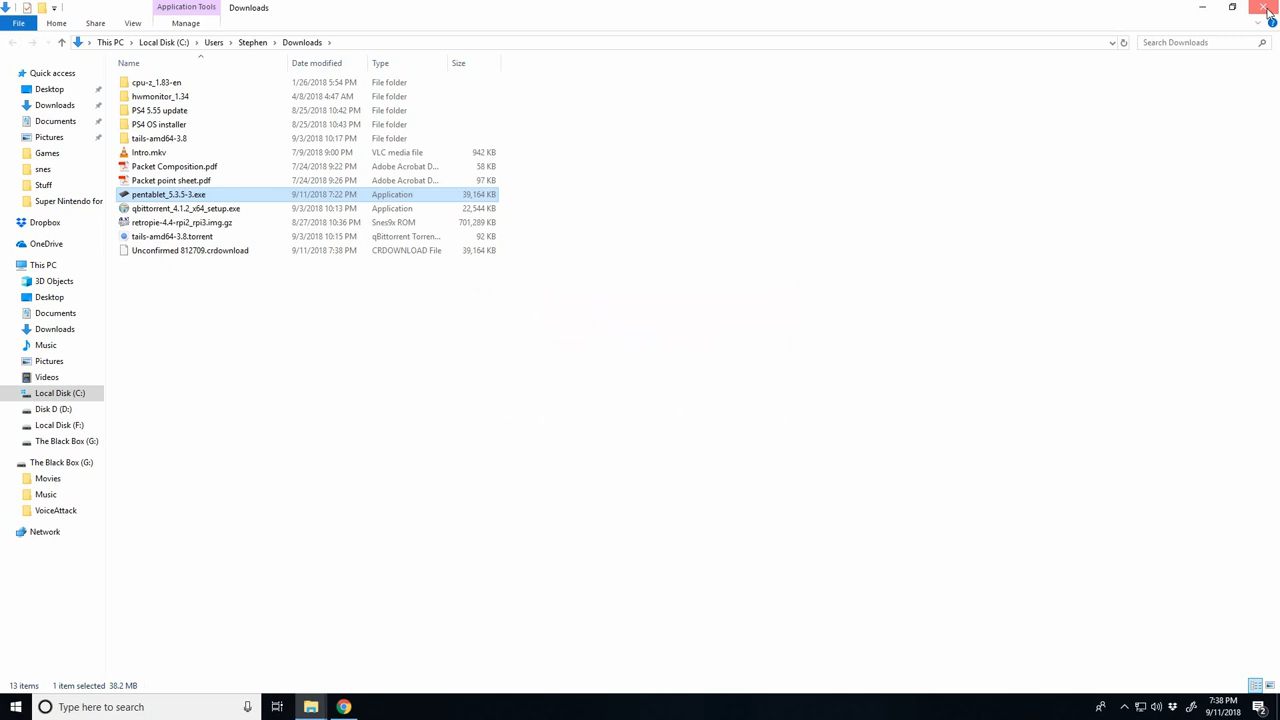 Application Tools Downloads
File Home Share View Manage
This PC Local Disk (C:) Users Stephen Downloads Search Downloads
Name Date modified Type Size
Quick access
Desktop
Downloads
Documents
Pictures
Games
snes
Stuff
Super Nintendo for
Dropbox
OneDrive
This PC
3D Objects
Desktop
Documents
Downloads
Music
Pictures
Videos
Local Disk (C:)
Disk D (D:)
Local Disk (F:)
The Black Box (G:)
The Black Box (G:)
Movies
Music
VoiceAttack
Network
cpu-z_1.83-en 1/26/2018 5:54 PM File folder
hwmonitor_1.34 4/8/2018 4:47 AM File folder
PS4 5.55 update 8/25/2018 10:42 PM File folder
PS4 OS installer 8/25/2018 10:43 PM File folder
tails-amd64-3.8 9/3/2018 10:17 PM File folder
Intro.mkv 7/9/2018 9:00 PM VLC media file 942 KB
Packet Composition.pdf 7/24/2018 9:22 PM Adobe Acrobat D... 58 KB
Packet point sheet.pdf 7/24/2018 9:26 PM Adobe Acrobat D... 97 KB
pentablet_5.3.5-3.exe 9/11/2018 7:22 PM Application 39,164 KB
qbittorrent_4.1.2_x64_setup.exe 9/3/2018 10:13 PM Application 22,544 KB
retropie-4.4-rpi2_rpi3.img.gz 8/27/2018 10:36 PM Snes9x ROM 701,289 KB
tails-amd64-3.8.torrent 9/3/2018 10:15 PM qBittorrent Torren... 92 KB
Unconfirmed 812709.crdownload 9/11/2018 7:38 PM CRDOWNLOAD File 39,164 KB
13 items 1 item selected 38.2 MB
Type here to search
7:38 PM
9/11/2018